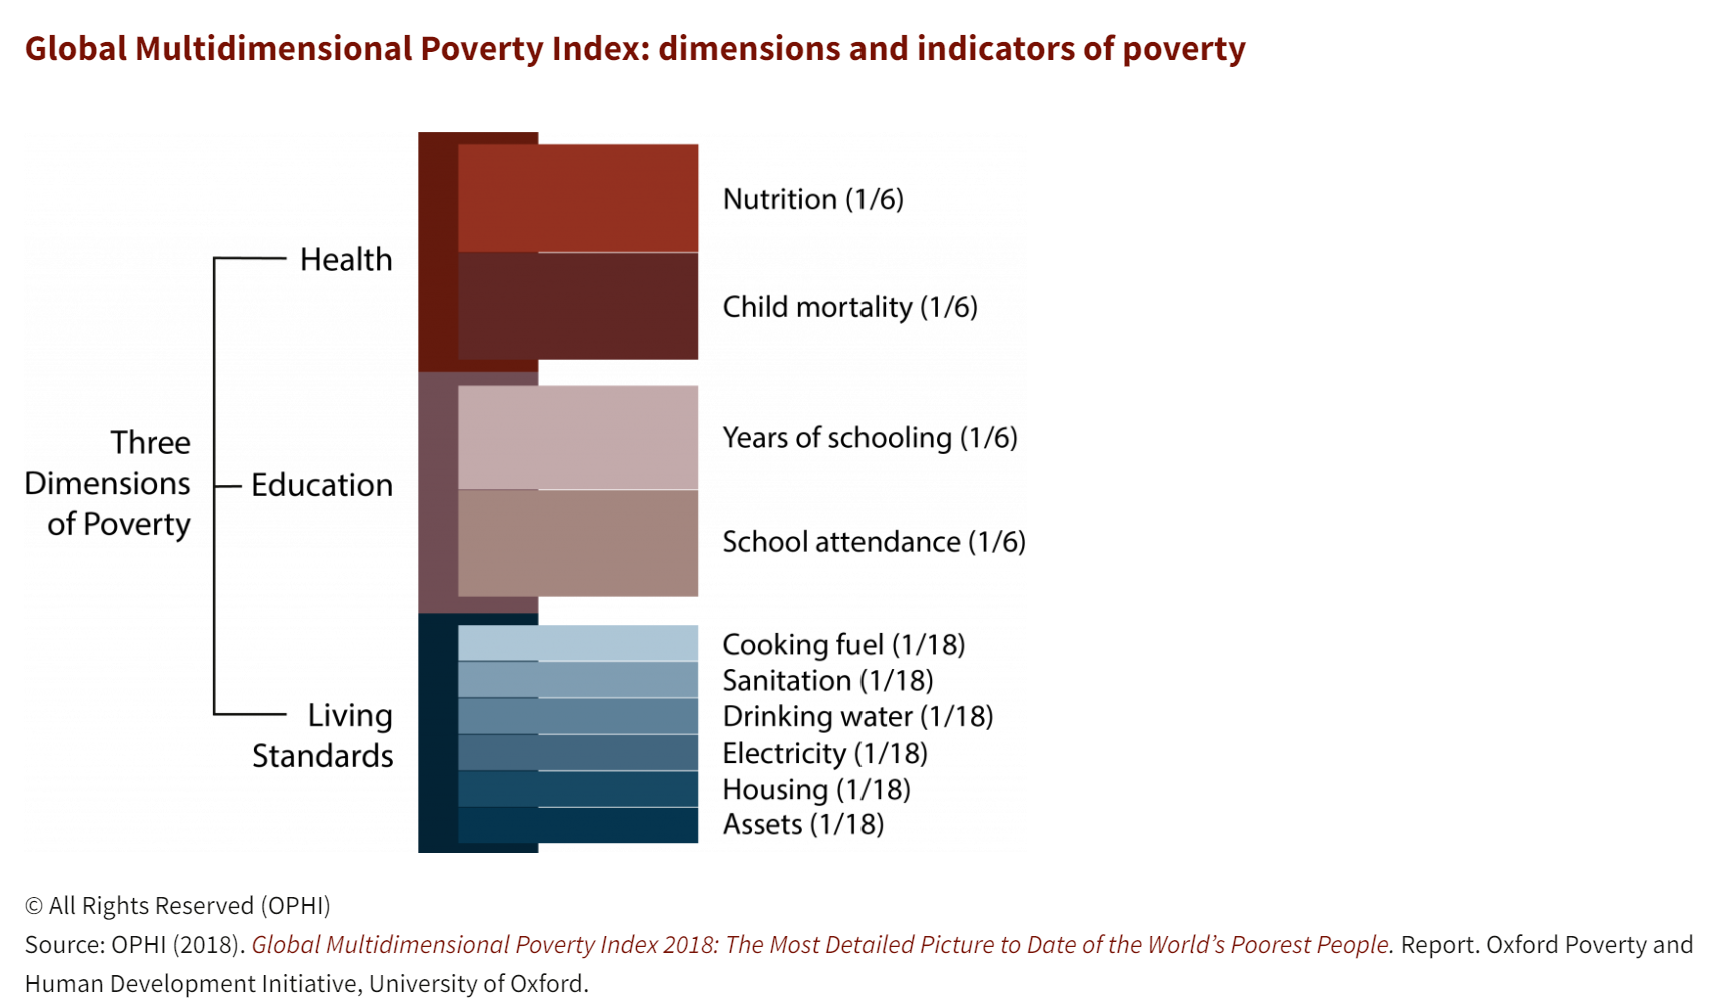 Global Multidimensional Poverty Index: dimensions and indicators of poverty
Three
Dimensions
of Poverty
Health
Nutrition (1/6)
Child mortality (1/6)
Education
Years of schooling (1/6)
School attendance (1/6)
Living
Standards
Cooking fuel (1/18)
Sanitation (1/18)
Drinking water (1/18)
Electricity (1/18)
Housing (1/18)
Assets (1/18)
© All Rights Reserved (OPHI)
Source: OPHI (2018). Global Multidimensional Poverty Index 2018: The Most Detailed Picture to Date of the World’s Poorest People. Report. Oxford Poverty and
Human Development Initiative, University of Oxford.